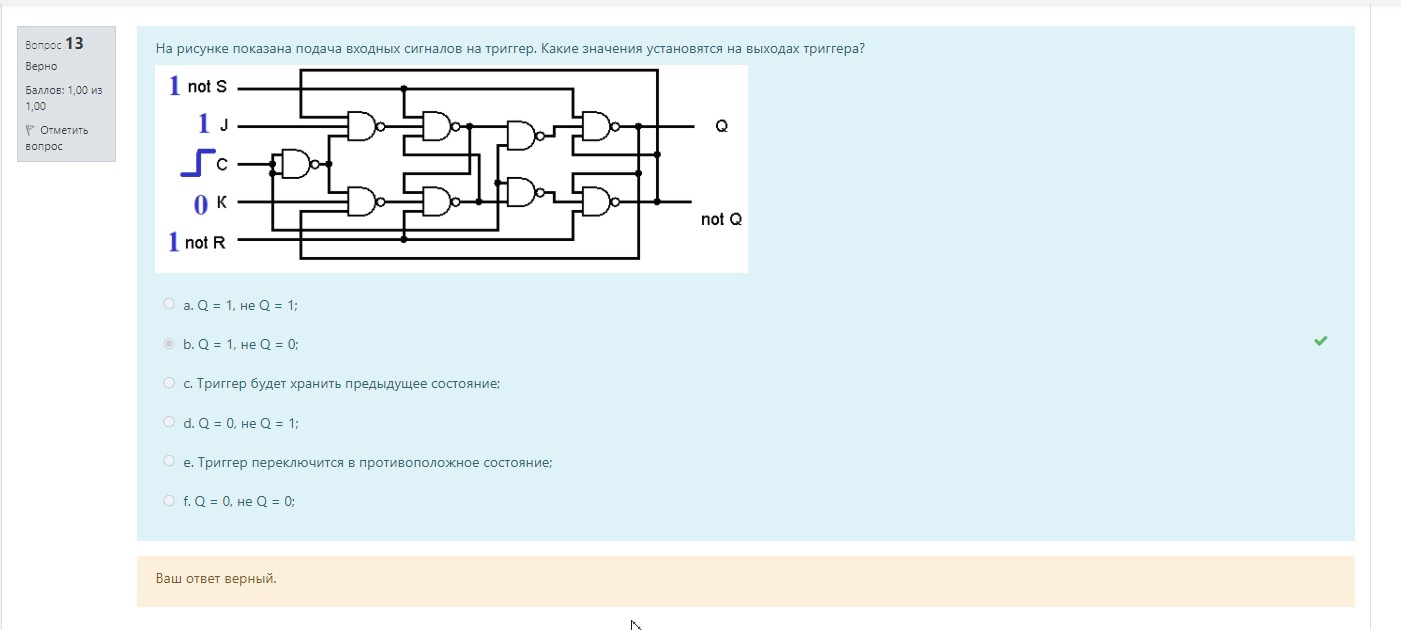 Вопрос 13
Верно
Баллов: 1,00 из
1,00
Отметить
вопрос
На рисунке показана подача входных сигналов на триггер. Какие значения установятся на выходах триггера?
1 not S
1 J
C
0 K
1 not R
Q
not Q
a. Q = 1, не Q = 1;
b. Q = 1, не Q = 0;
c. Триггер будет хранить предыдущее состояние;
d. Q = 0, не Q = 1;
e. Триггер переключится в противоположное состояние;
f. Q = 0, не Q = 0;
Ваш ответ верный.